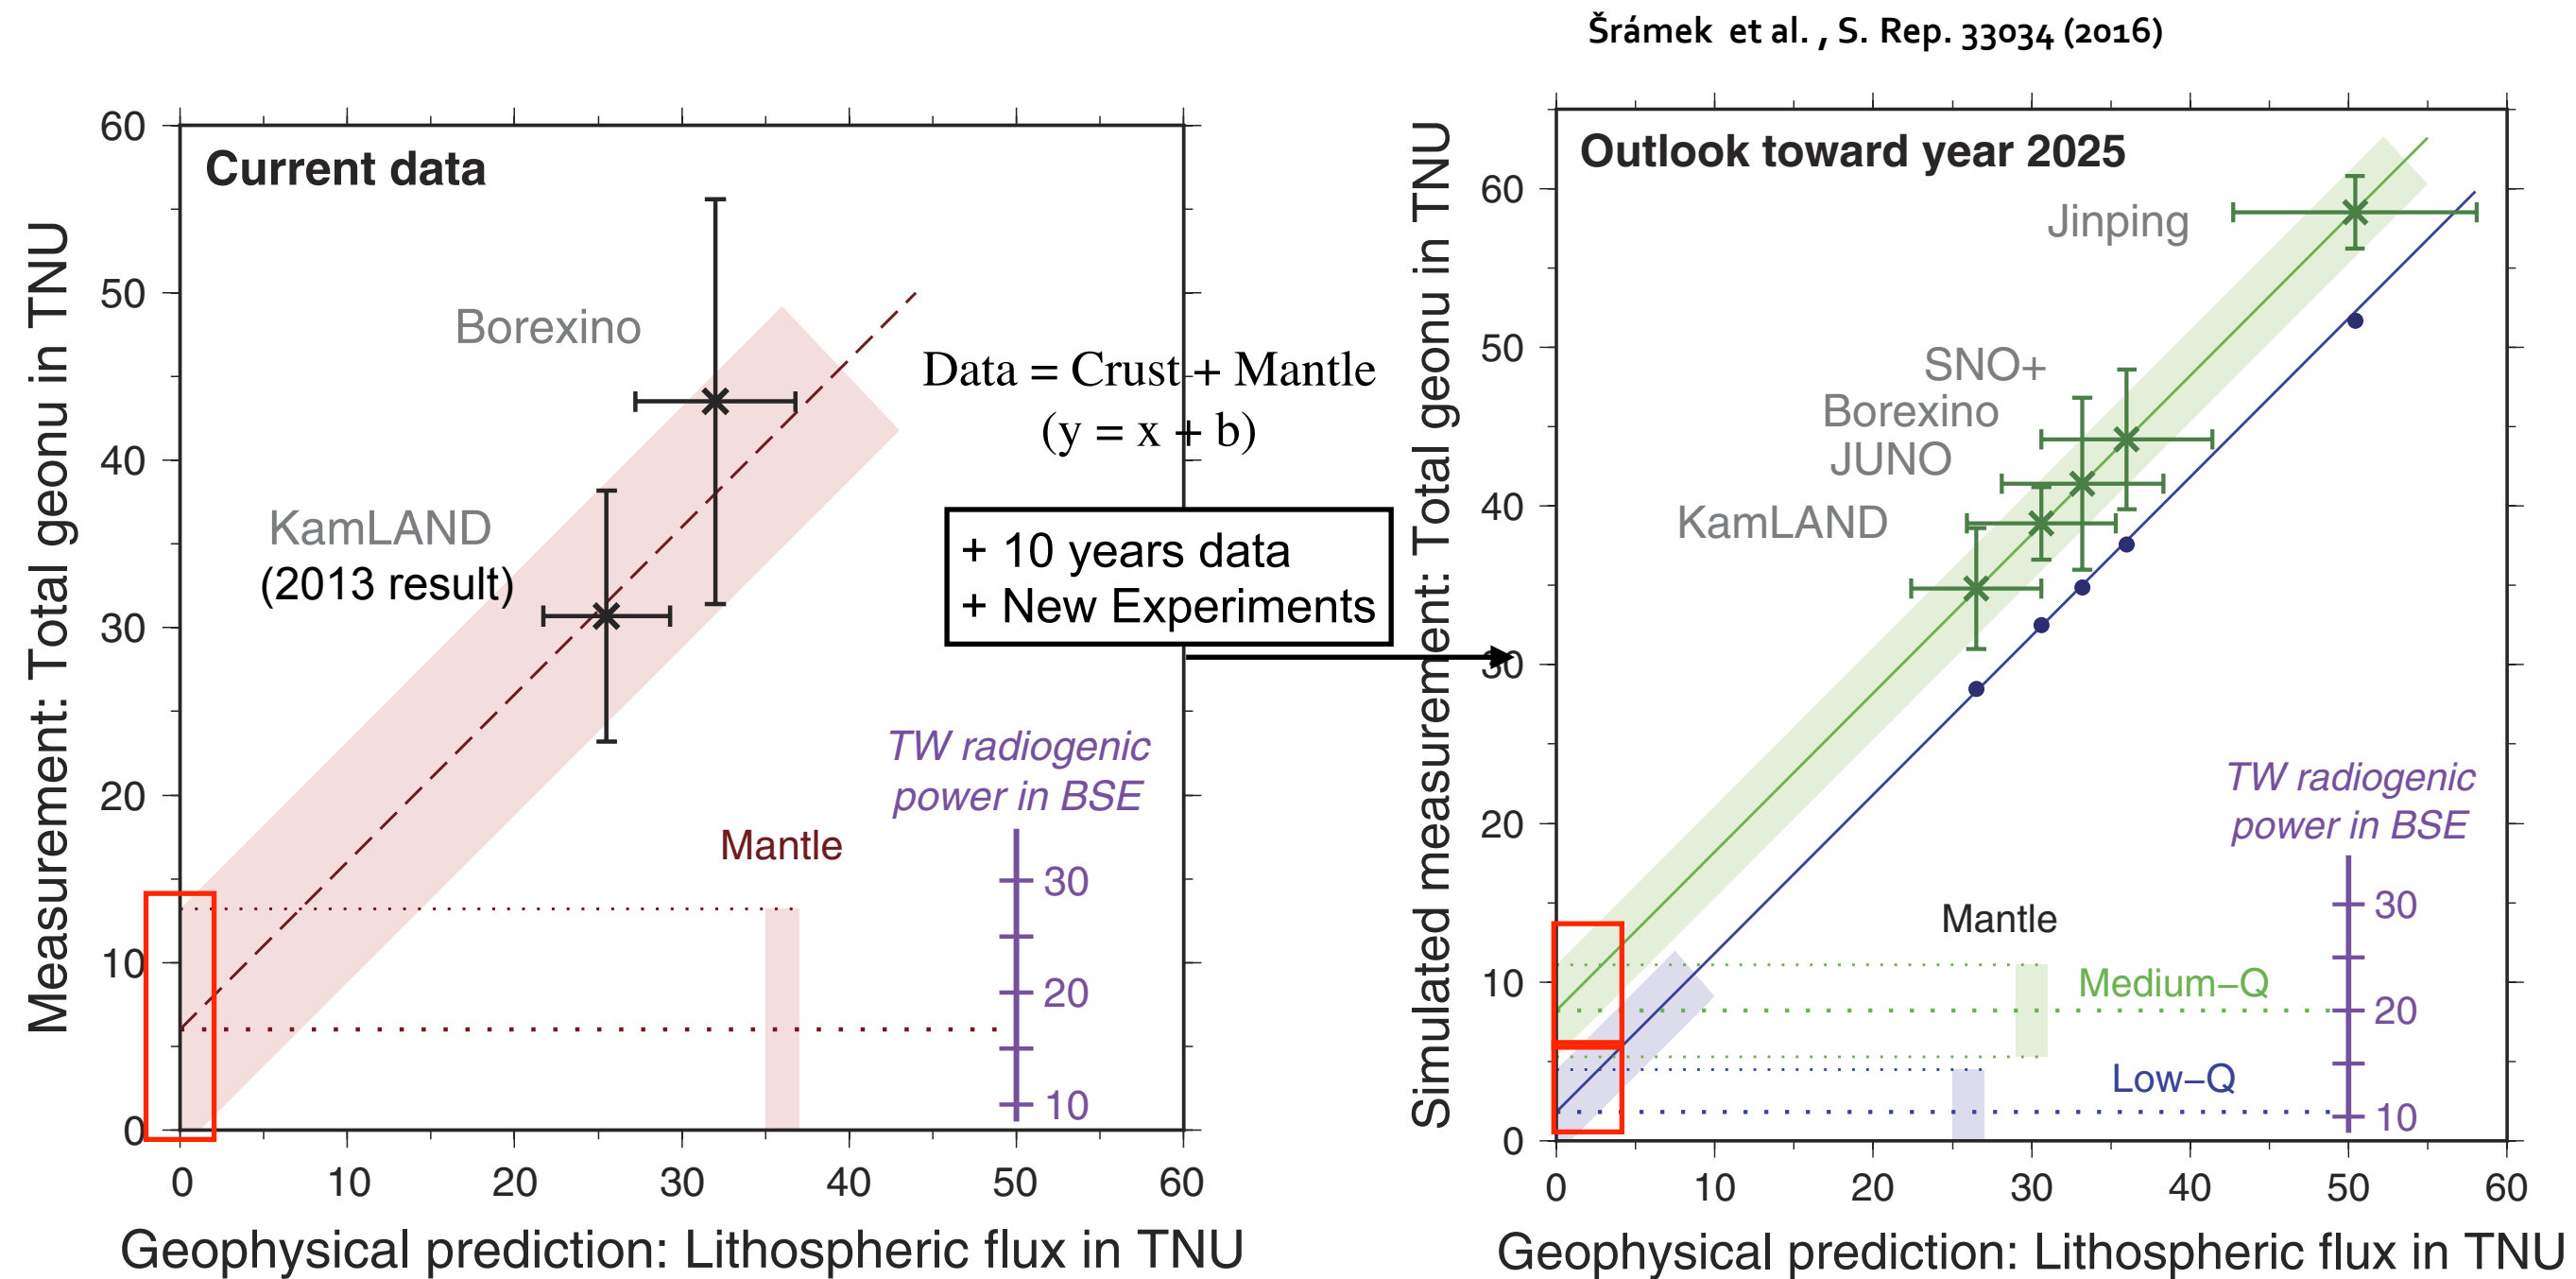 Šrámek et al. , S. Rep. 33034 (2016)
Current data
Measurement: Total geonu in TNU
60
50
40
30
20
10
0
Borexino
KamLAND
(2013 result)
Data = Crust + Mantle
(y = x + b)
+ 10 years data
+ New Experiments
TW radiogenic
power in BSE
Mantle
30
20
10
0 10 20 30 40 50 60
Geophysical prediction: Lithospheric flux in TNU
Outlook toward year 2025
Simulated measurement: Total geonu in TNU
60
50
40
30
20
10
0
Jinping
SNO+
Borexino
JUNO
KamLAND
TW radiogenic
power in BSE
Mantle
Medium–Q
Low–Q
30
20
10
0 10 20 30 40 50 60
Geophysical prediction: Lithospheric flux in TNU